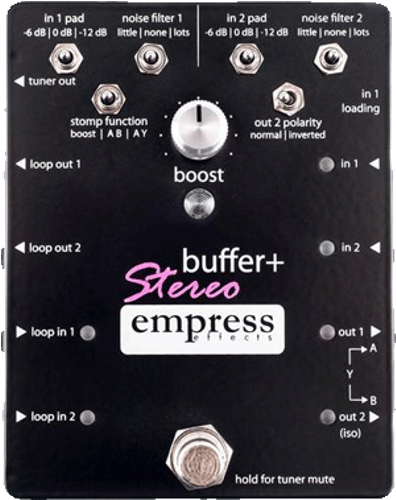 in 1 pad
-6 dB | 0 dB | -12 dB
noise filter 1
little | none | lots
in 2 pad
-6 dB | 0 dB | -12 dB
noise filter 2
little | none | lots
tuner out
stomp function
boost | A B | A Y
out 2 polarity
normal | inverted
in 1
loading
boost
loop out 1
in 1
loop out 2
in 2
buffer+
Stereo
empress
effects
loop in 1
out 1
A
Y
B
loop in 2
out 2
(iso)
hold for tuner mute